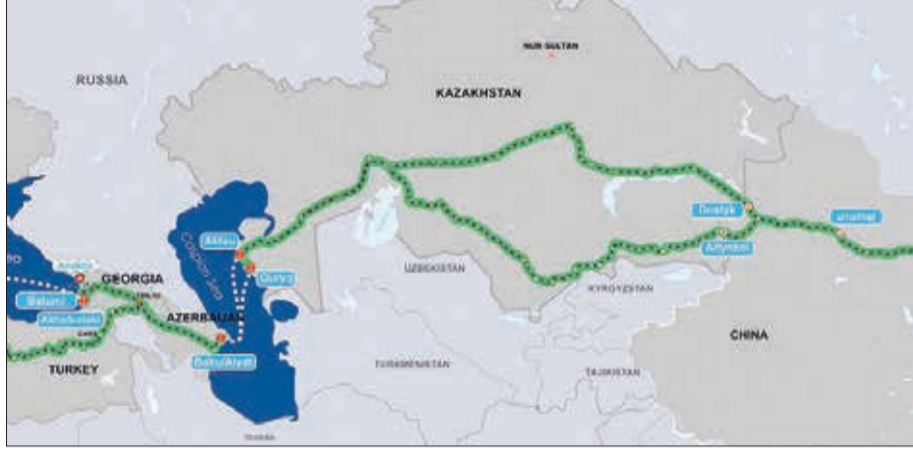 NUR-SULTAN
RUSSIA
KAZAKHSTAN
Dostyk
Urumqi
Aktau
Altynkol
Caspian Sea
Kuryk
UZBEKISTAN
GEORGIA
KYRGYZSTAN
Batumi
Akhalkalaki
AZERBAIJAN
CHINA
Baku/Alyat
TURKEY
TURKMENISTAN
TAJIKISTAN